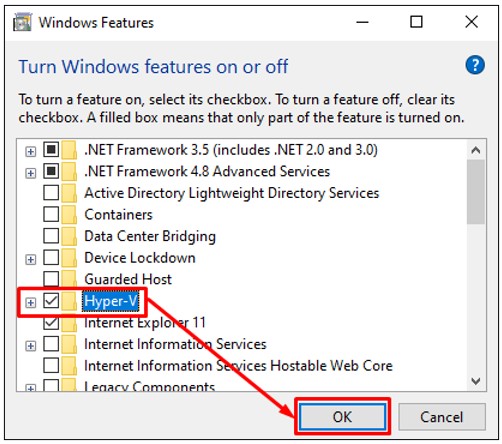 Windows Features
Turn Windows features on or off
To turn a feature on, select its checkbox. To turn a feature off, clear its
checkbox. A filled box means that only part of the feature is turned on.
.NET Framework 3.5 (includes .NET 2.0 and 3.0)
.NET Framework 4.8 Advanced Services
Active Directory Lightweight Directory Services
Containers
Data Center Bridging
Device Lockdown
Guarded Host
Hyper-V
Internet Explorer 11
Internet Information Services
Internet Information Services Hostable Web Core
Legacy Components
OK Cancel